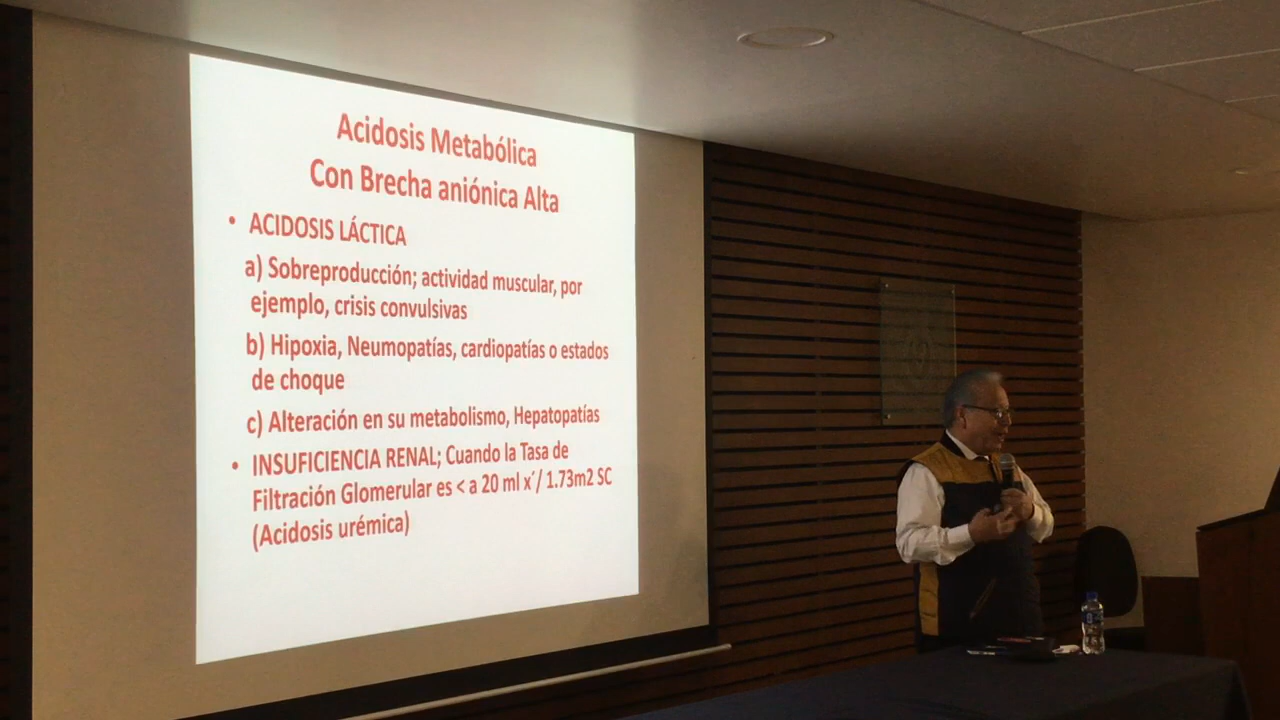 Acidosis Metabólica
Con Brecha aniónica Alta
• ACIDOSIS LÁCTICA
a) Sobreproducción; actividad muscular, por
ejemplo, crisis convulsivas
b) Hipoxia, Neumopatías, cardiopatías o estados
de choque
c) Alteración en su metabolismo, Hepatopatías
• INSUFICIENCIA RENAL; Cuando la Tasa de
Filtración Glomerular es < a 20 ml x´/ 1.73m2 SC
(Acidosis urémica)